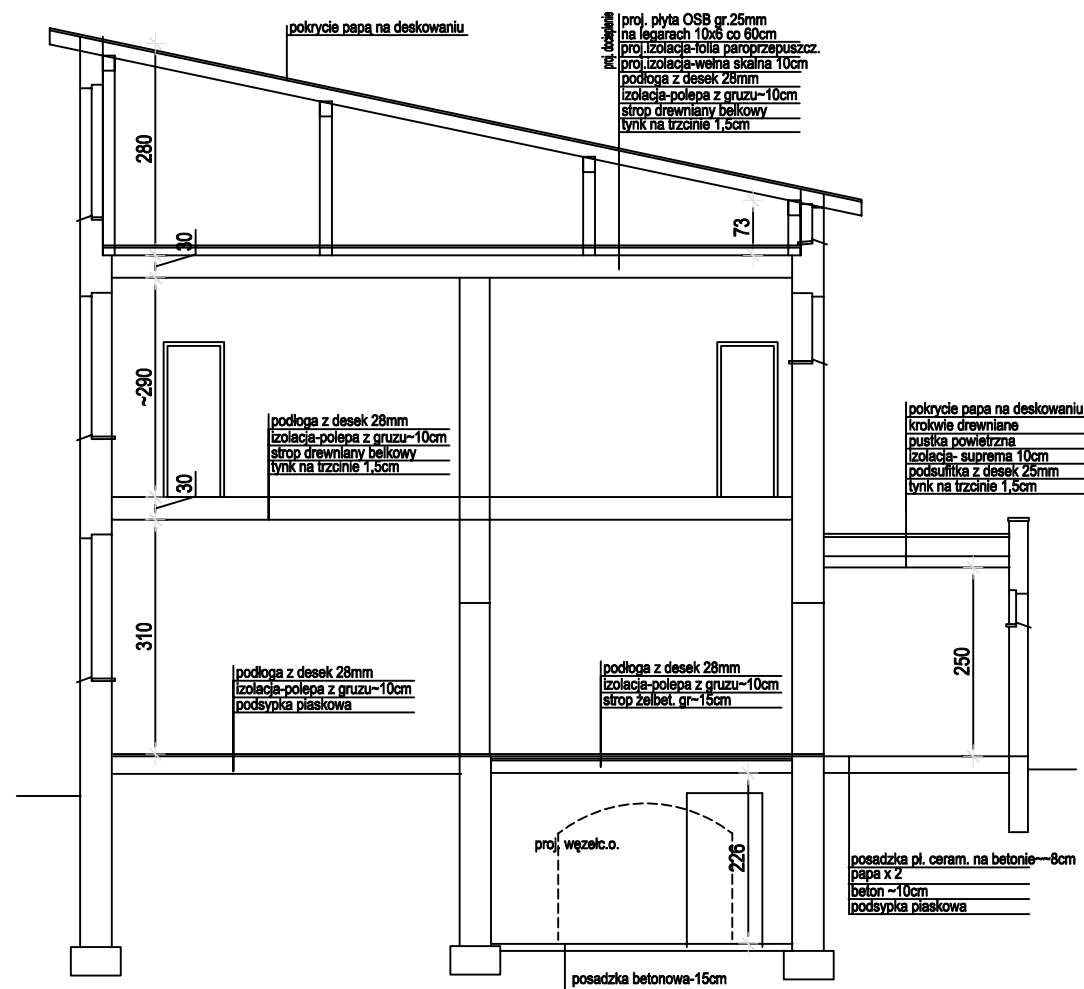 pokrycie papą na deskowaniu
proj. docieplenie
proj. płyta OSB gr.25mm
na legarach 10x6 co 60cm
proj.izolacja-folia paroprzepuszcz.
proj.izolacja-wełna skalna 10cm
podłoga z desek 28mm
izolacja-polepa z gruzu~10cm
strop drewniany belkowy
tynk na trzcinie 1,5cm
280
73
30
~290
podłoga z desek 28mm
izolacja-polepa z gruzu~10cm
strop drewniany belkowy
tynk na trzcinie 1,5cm
pokrycie papa na deskowaniu
krokwie drewniane
pustka powietrzna
izolacja- suprema 10cm
podsufitka z desek 25mm
tynk na trzcinie 1,5cm
30
310
250
podłoga z desek 28mm
izolacja-polepa z gruzu~10cm
podsypka piaskowa
podłoga z desek 28mm
izolacja-polepa z gruzu~10cm
strop żelbet. gr~15cm
proj. węzełc.o.
226
posadzka pł. ceram. na betonie~~8cm
papa x 2
beton ~10cm
podsypka piaskowa
posadzka betonowa-15cm